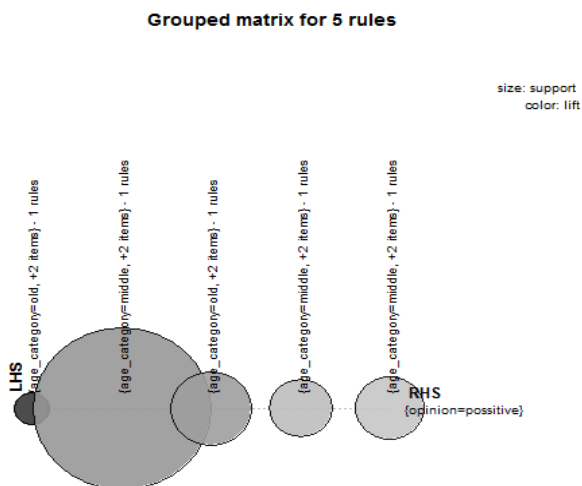 Grouped matrix for 5 rules
size: support
color: lift
{age_category=old, +2 items} - 1 rules
{age_category=middle, +2 items} - 1 rules
{age_category=old, +2 items} - 1 rules
{age_category=middle, +2 items} - 1 rules
{age_category=middle, +2 items} - 1 rules
LHS
RHS
{opinion=possitive}